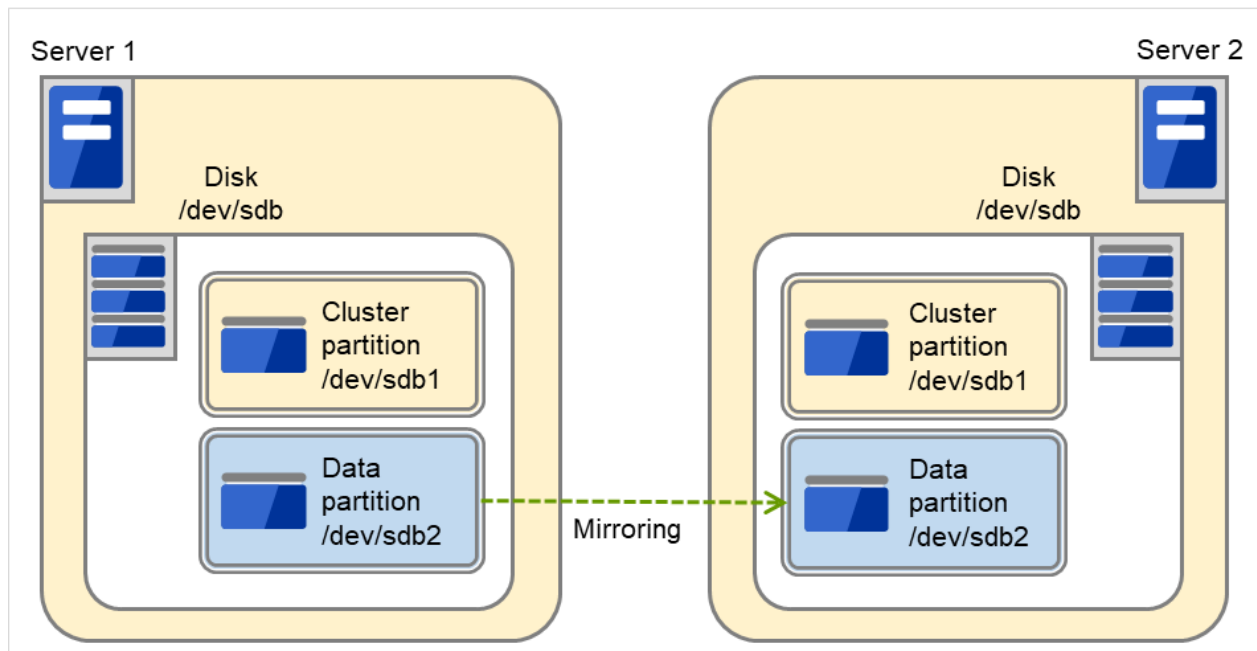 Server 1
Server 2
Disk
/dev/sdb
Disk
/dev/sdb
Cluster
partition
/dev/sdb1
Cluster
partition
/dev/sdb1
Data
partition
/dev/sdb2
Mirroring
Data
partition
/dev/sdb2